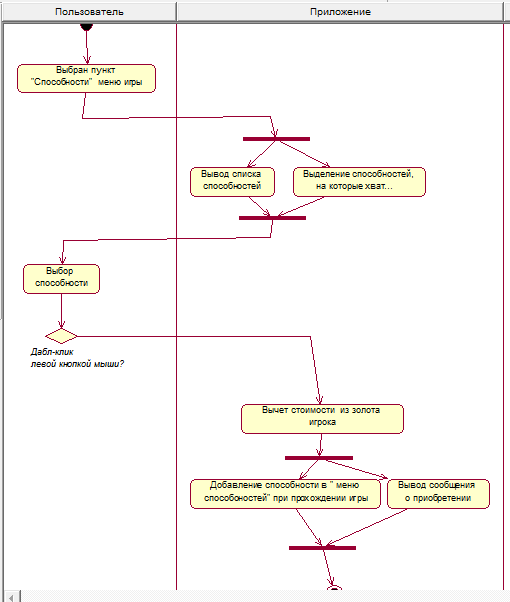 Пользователь
Приложение
Выбран пункт
"Способности" меню игры
Вывод списка
способностей
Выделение способностей,
на которые хват...
Выбор
способности
Дабл-клик
левой кнопкой мыши?
Вычет стоимости из золота
игрока
Добавление способности в " меню
способоностей" при прохождении игры
Вывод сообщения
о приобретении